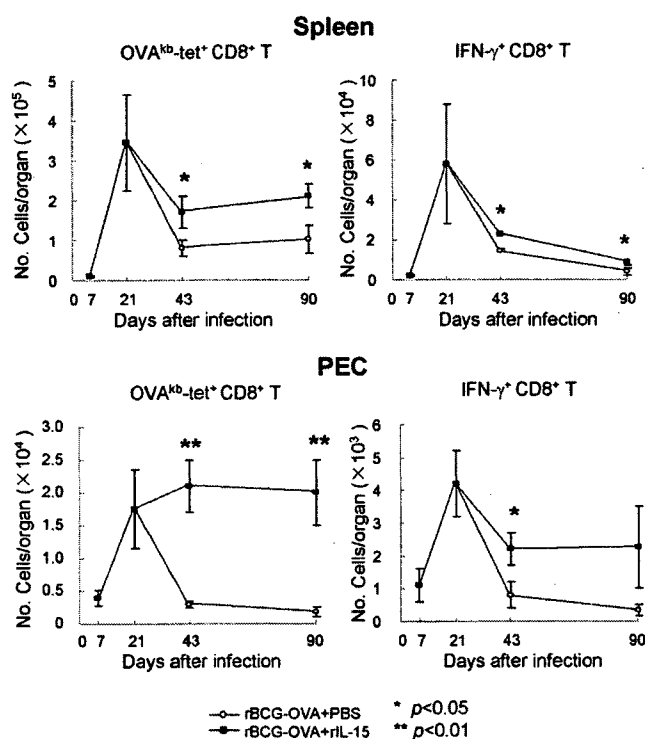 Spleen
OVAᵏᵇ-tet⁺ CD8⁺ T
IFN-γ⁺ CD8⁺ T
No. Cells/organ (×10⁵)
5
4
3
2
1
0
*
*
0 7 21 43 90
Days after infection
No. Cells/organ (×10⁴)
10
8
6
4
2
0
*
*
0 7 21 43 90
Days after infection
PEC
OVAᵏᵇ-tet⁺ CD8⁺ T
IFN-γ⁺ CD8⁺ T
No. Cells/organ (×10⁴)
3.0
2.5
2.0
1.5
1.0
0.5
0
**
**
0 7 21 43 90
Days after infection
No. Cells/organ (×10³)
6
5
4
3
2
1
0
*
0 7 21 43 90
Days after infection
rBCG-OVA+PBS * p<0.05
rBCG-OVA+rIL-15 ** p<0.01